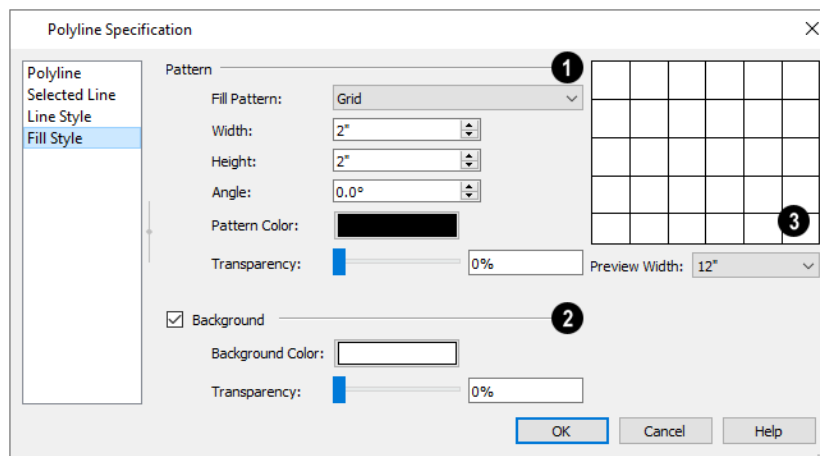 Polyline Specification
Polyline
Selected Line
Line Style
Fill Style
Pattern
1
Fill Pattern: Grid
Width: 2"
Height: 2"
Angle: 0.0°
Pattern Color:
Transparency: 0%
3
Preview Width: 12"
Background
2
Background Color:
Transparency: 0%
OK Cancel Help